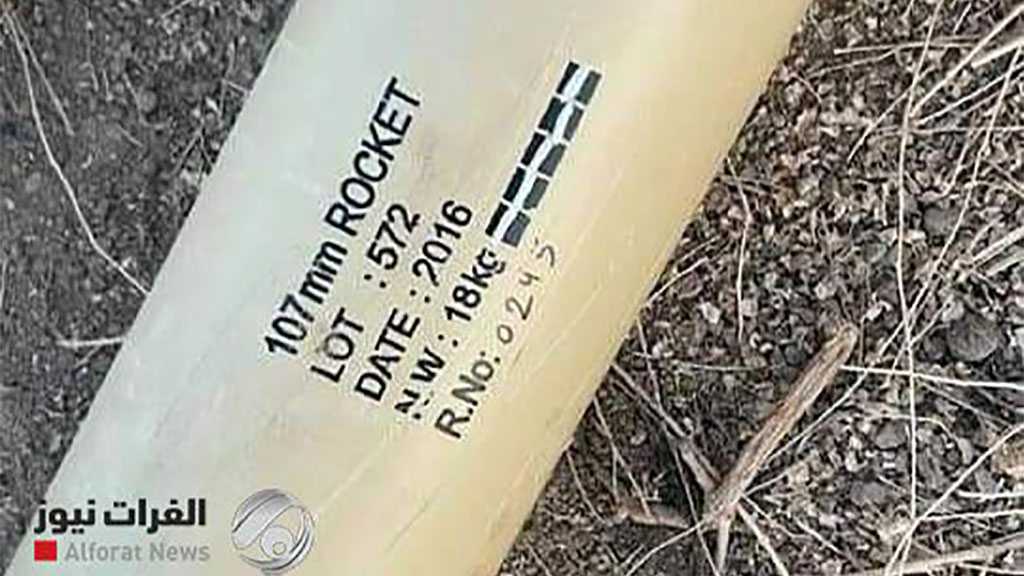 107mm ROCKET
LOT : 572
DATE : 2016
N.W : 18kg
R.No: 0245
الفرات نيوز
Alforat News